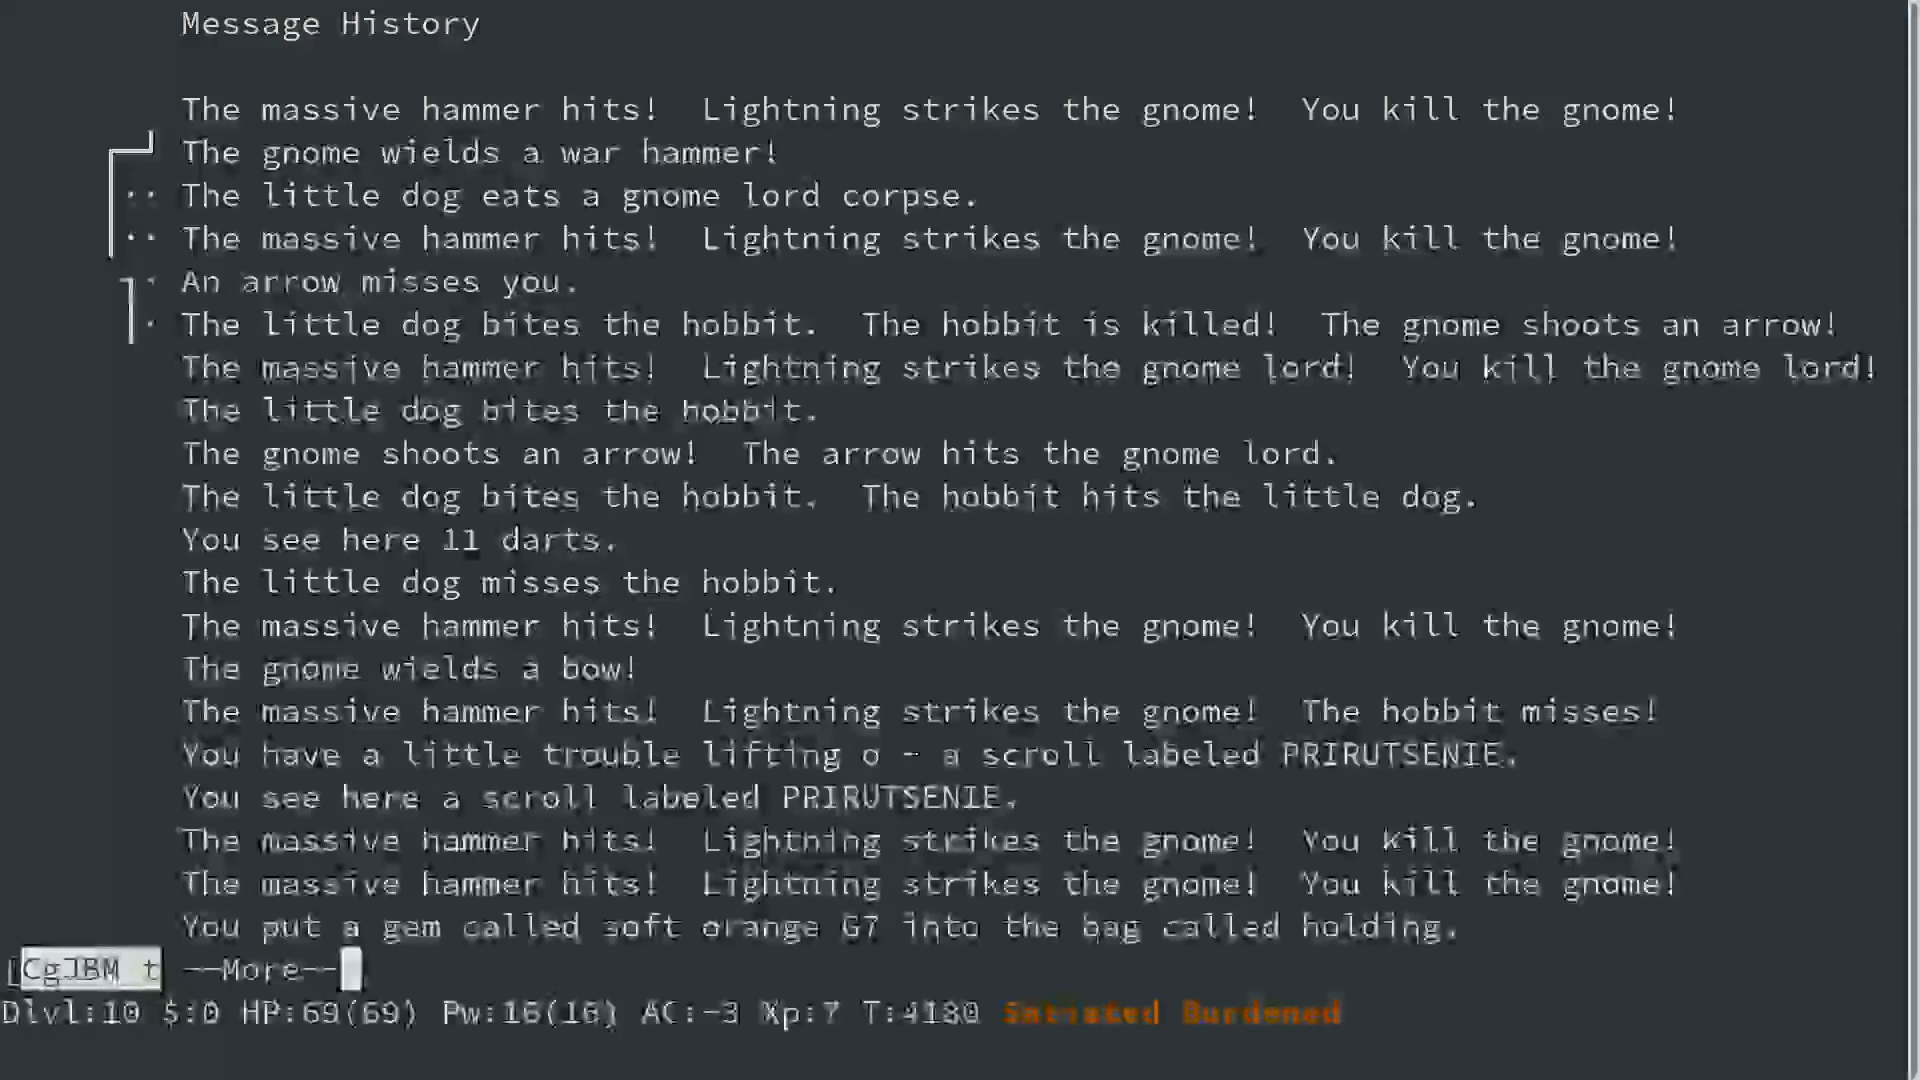 Message History
The massive hammer hits!  Lightning strikes the gnome!  You kill the gnome!
The gnome wields a war hammer!
The little dog eats a gnome lord corpse.
The massive hammer hits!  Lightning strikes the gnome!  You kill the gnome!
An arrow misses you.
The little dog bites the hobbit.  The hobbit is killed!  The gnome shoots an arrow!
The massive hammer hits!  Lightning strikes the gnome lord!  You kill the gnome lord!
The little dog bites the hobbit.
The gnome shoots an arrow!  The arrow hits the gnome lord.
The little dog bites the hobbit.  The hobbit hits the little dog.
You see here 11 darts.
The little dog misses the hobbit.
The massive hammer hits!  Lightning strikes the gnome!  You kill the gnome!
The gnome wields a bow!
The massive hammer hits!  Lightning strikes the gnome!  The hobbit misses!
You have a little trouble lifting o - a scroll labeled PRIRUTSENIE.
You see here a scroll labeled PRIRUTSENIE.
The massive hammer hits!  Lightning strikes the gnome!  You kill the gnome!
The massive hammer hits!  Lightning strikes the gnome!  You kill the gnome!
You put a gem called soft orange G7 into the bag called holding.
[CgJBM t --More--
Dlvl:10 $:0 HP:69(69) Pw:16(16) AC:-3 Xp:7 T:4180 Satiated Burdened